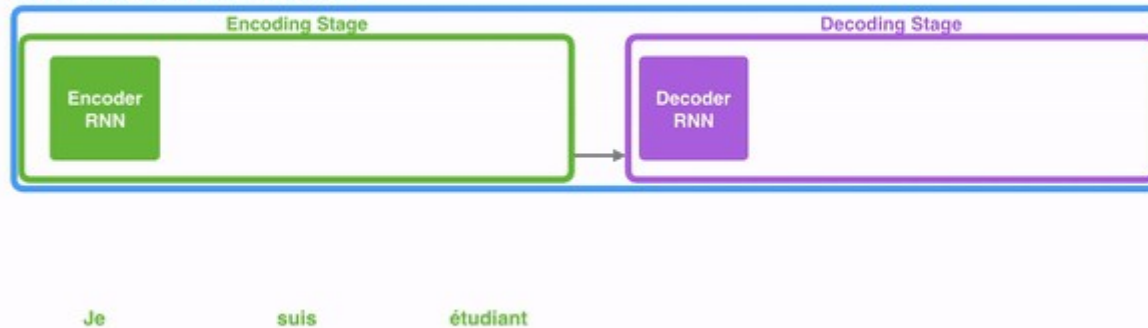 Encoding Stage
Decoding Stage
Encoder
RNN
Decoder
RNN
Je suis étudiant